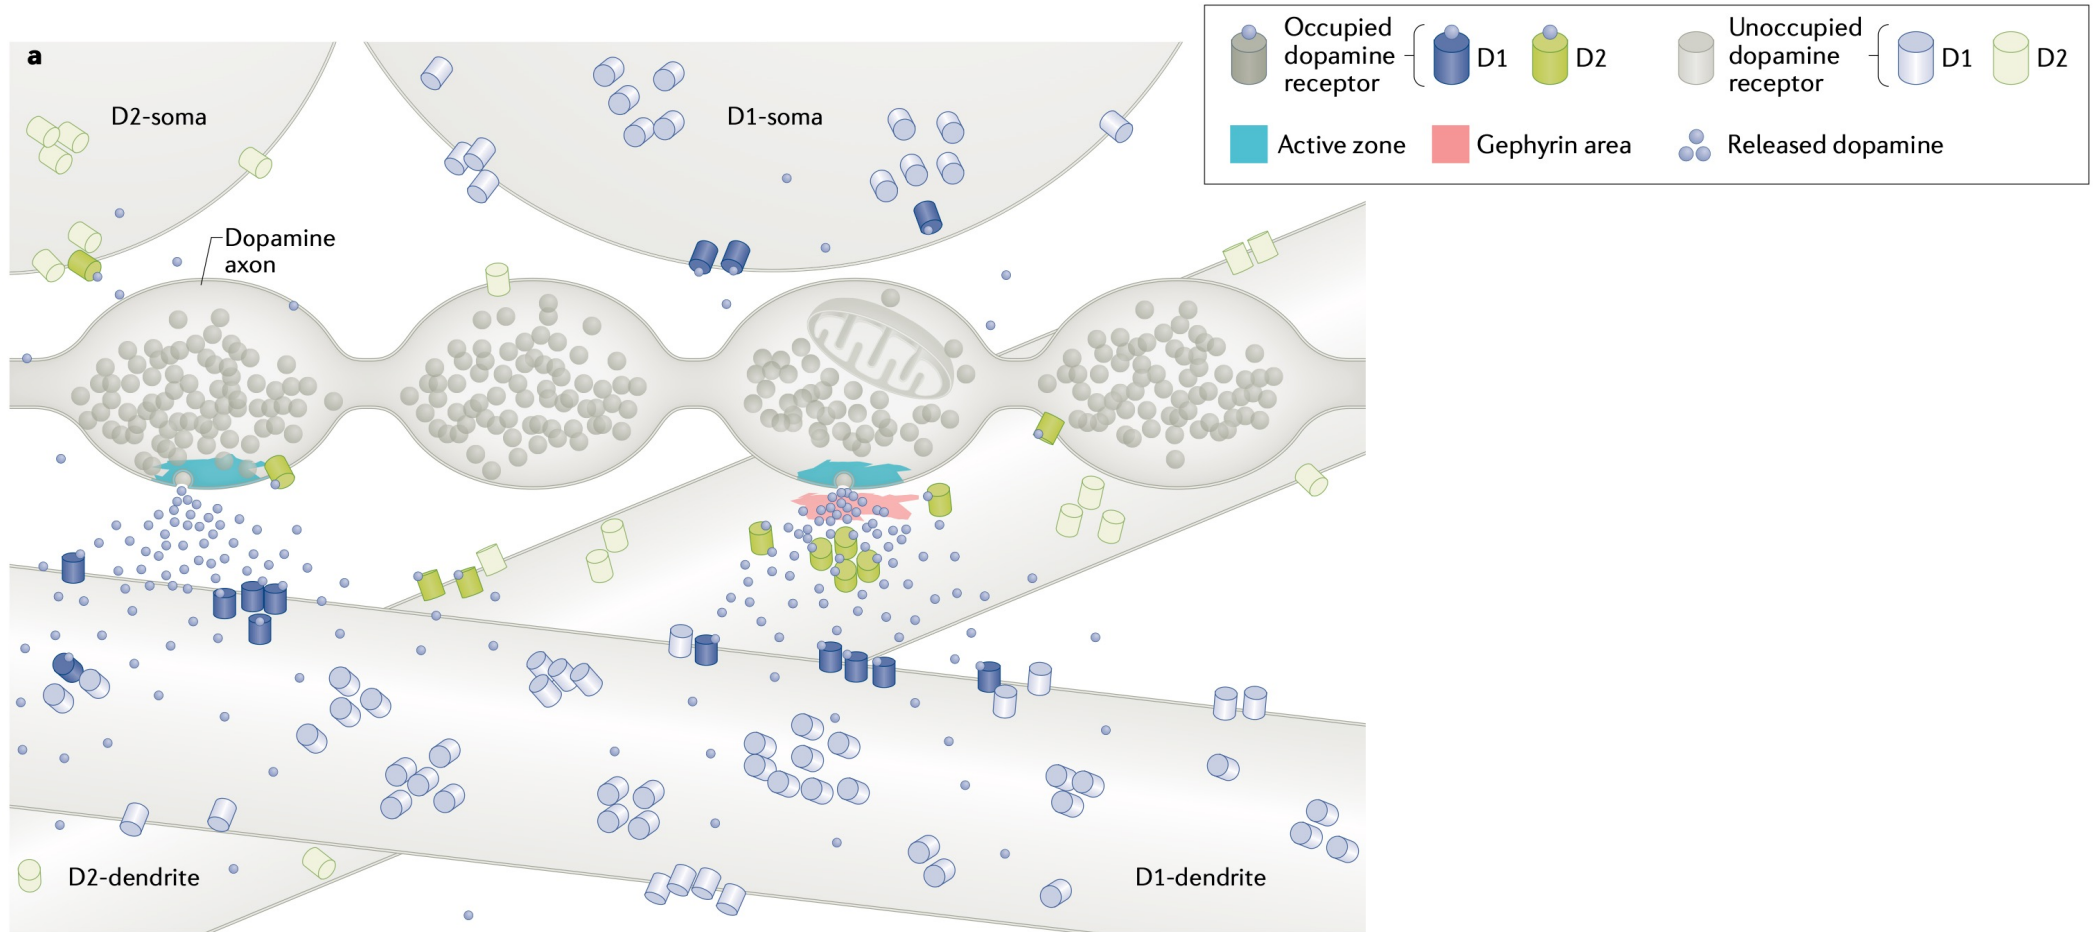 a
D2-soma
D1-soma
Dopamine
axon
Occupied
dopamine
receptor
D1
D2
Unoccupied
dopamine
receptor
D1
D2
Active zone
Gephyrin area
Released dopamine
D2-dendrite
D1-dendrite